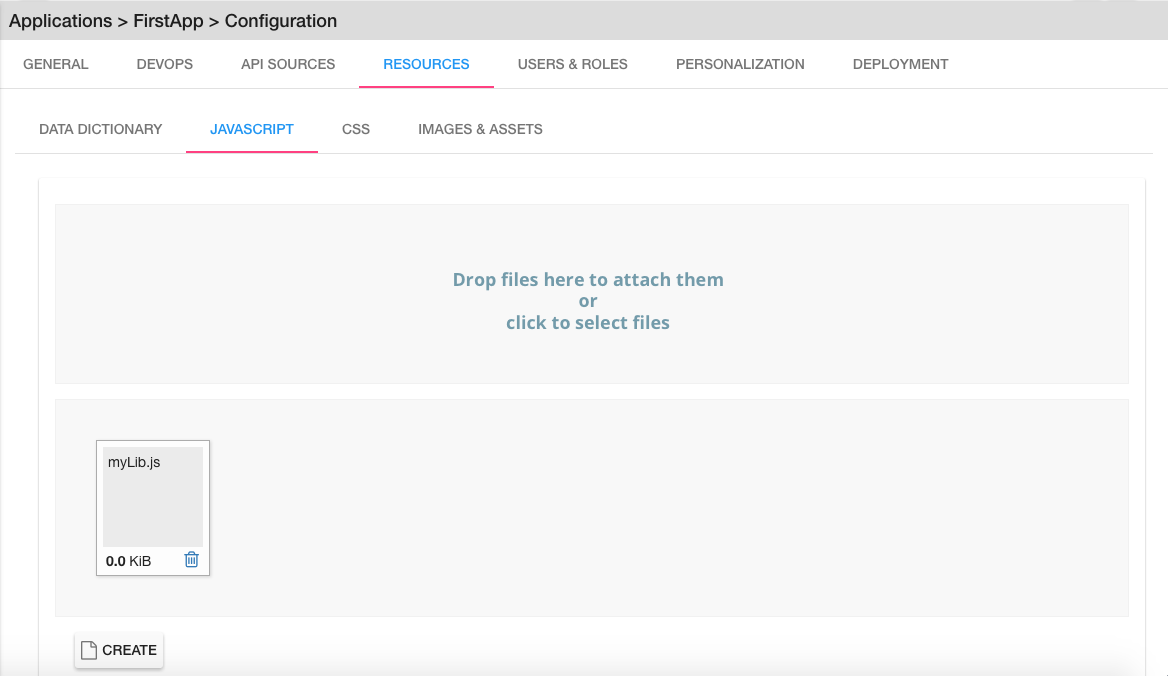 Applications > FirstApp > Configuration
GENERAL DEVOPS API SOURCES RESOURCES USERS & ROLES PERSONALIZATION DEPLOYMENT
DATA DICTIONARY JAVASCRIPT CSS IMAGES & ASSETS
Drop files here to attach them
or
click to select files
myLib.js
0.0 KiB
CREATE